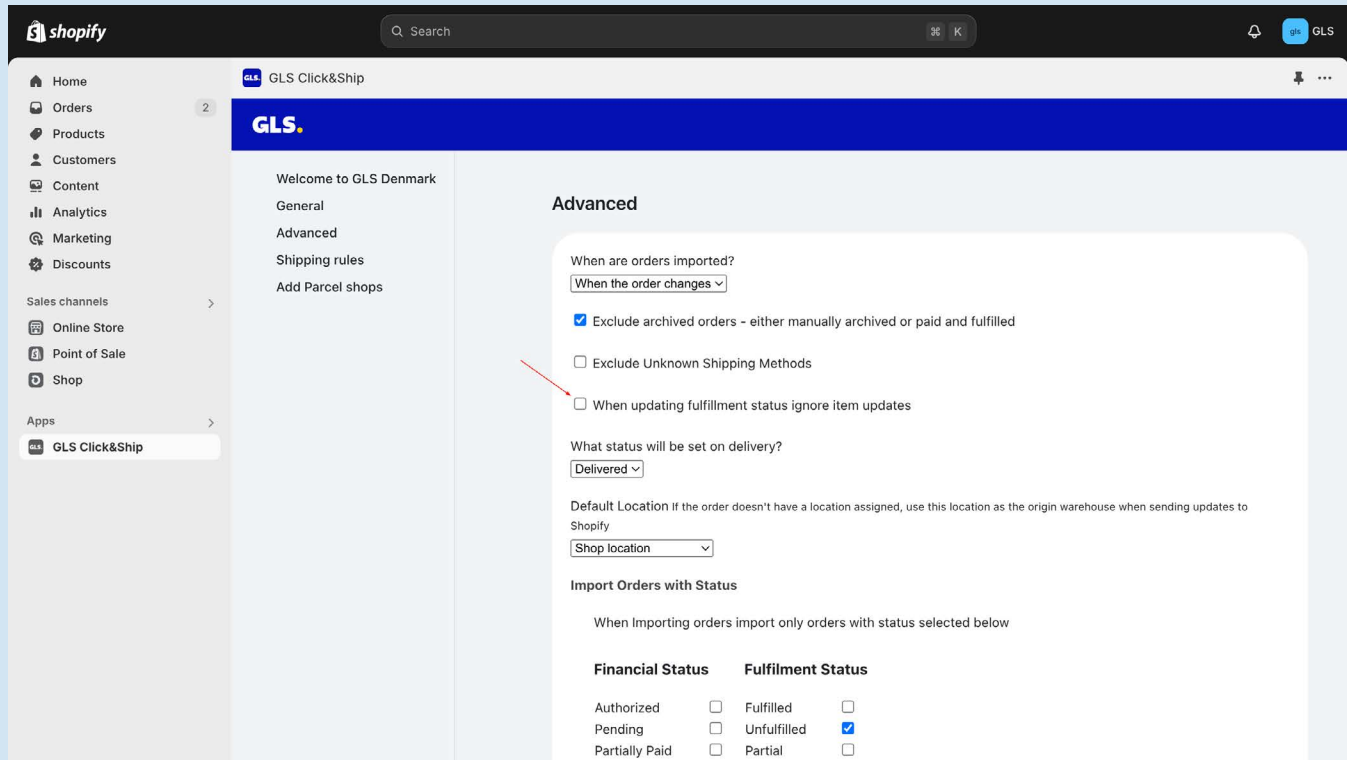 shopify
Search
⌘ K
gls GLS
Home
Orders 2
Products
Customers
Content
Analytics
Marketing
Discounts
Sales channels
Online Store
Point of Sale
Shop
Apps
GLS. GLS Click&Ship
GLS. GLS Click&Ship
GLS.
Welcome to GLS Denmark
General
Advanced
Shipping rules
Add Parcel shops
Advanced
When are orders imported?
When the order changes
Exclude archived orders - either manually archived or paid and fulfilled
Exclude Unknown Shipping Methods
When updating fulfillment status ignore item updates
What status will be set on delivery?
Delivered
Default Location If the order doesn't have a location assigned, use this location as the origin warehouse when sending updates to
Shopify
Shop location
Import Orders with Status
When Importing orders import only orders with status selected below
Financial Status Fulfilment Status
Authorized Fulfilled
Pending Unfulfilled
Partially Paid Partial